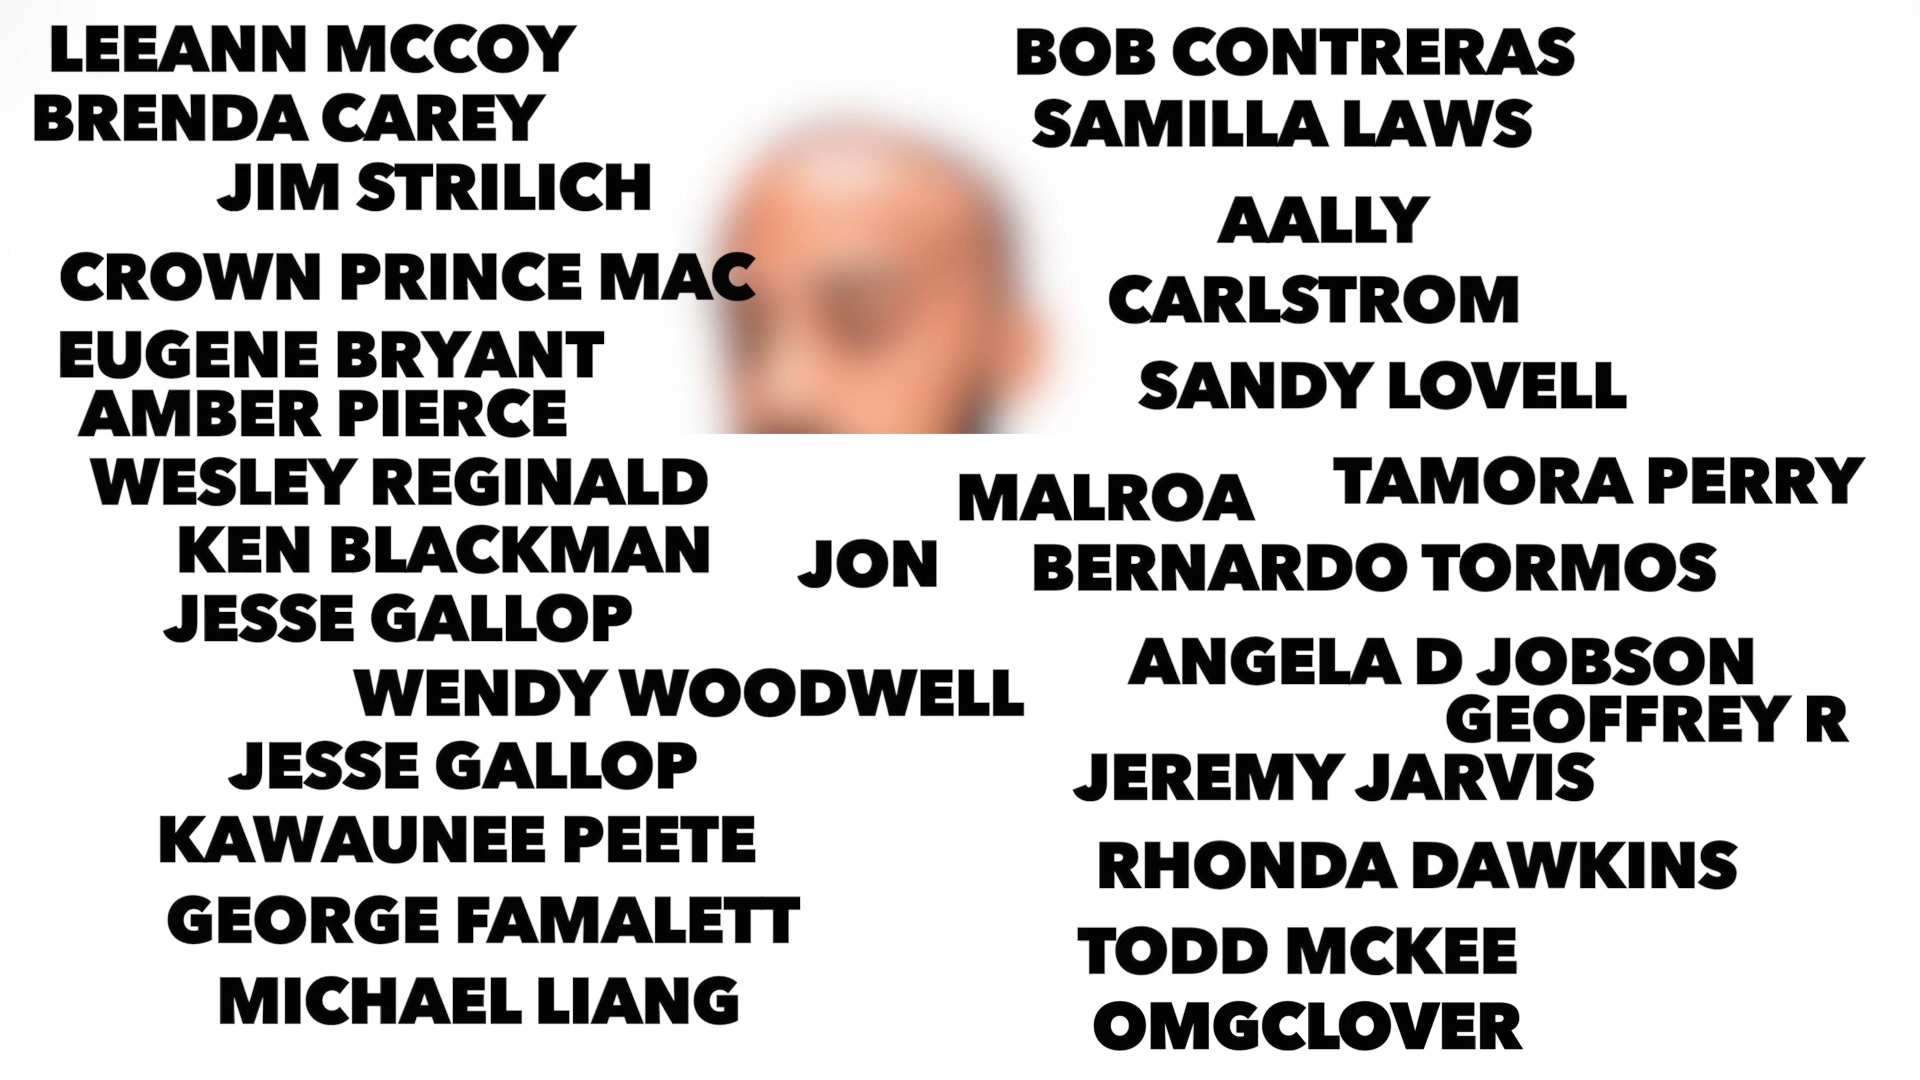 LEEANN MCCOY
BRENDA CAREY
JIM STRILICH
CROWN PRINCE MAC
EUGENE BRYANT
AMBER PIERCE
WESLEY REGINALD
KEN BLACKMAN
JESSE GALLOP
WENDY WOODWELL
JESSE GALLOP
KAWAUNEE PEETE
GEORGE FAMALETT
MICHAEL LIANG
JON
BOB CONTRERAS
SAMILLA LAWS
AALLY
CARLSTROM
SANDY LOVELL
TAMORA PERRY
MALROA
BERNARDO TORMOS
ANGELA D JOBSON
GEOFFREY R
JEREMY JARVIS
RHONDA DAWKINS
TODD MCKEE
OMGCLOVER